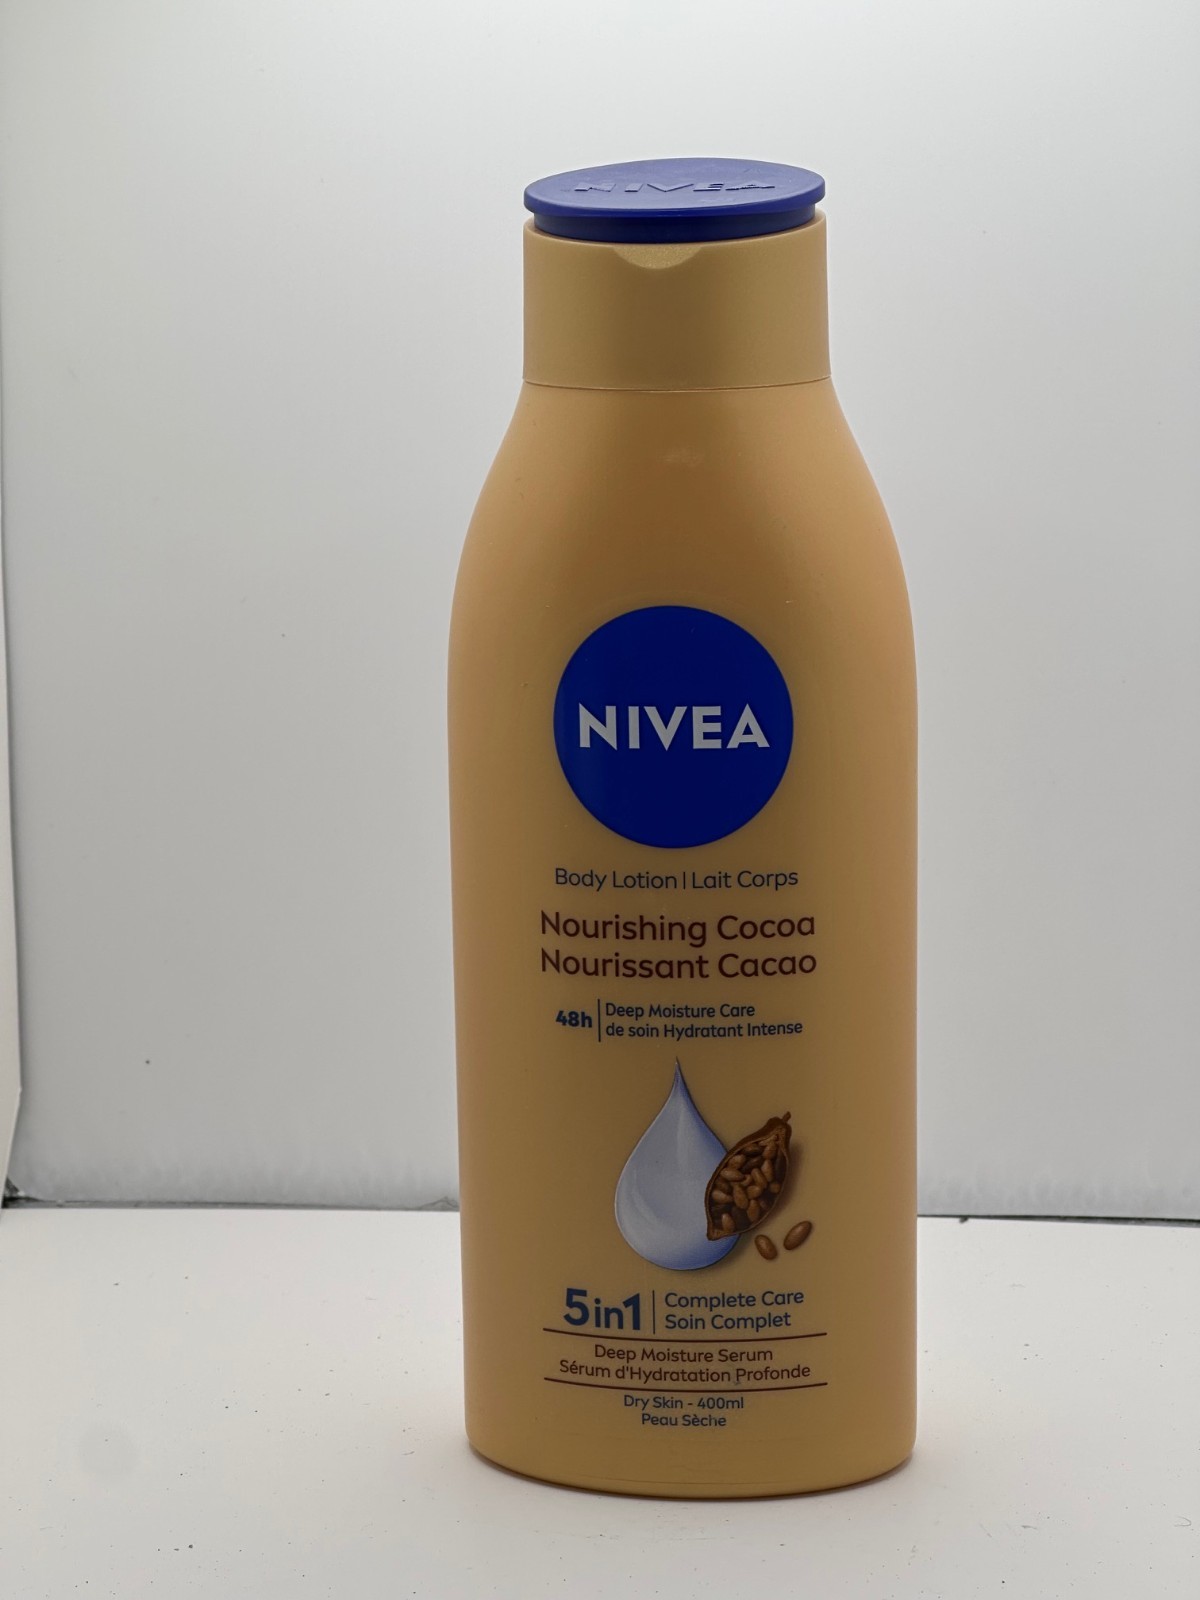 NIVEA
NIVEA
Body Lotion | Lait Corps
Nourishing Cocoa
Nourissant Cacao
48h | Deep Moisture Care
de soin Hydratant Intense
5in1 | Complete Care
Soin Complet
Deep Moisture Serum
Sérum d'Hydratation Profonde
Dry Skin - 400ml
Peau Sèche